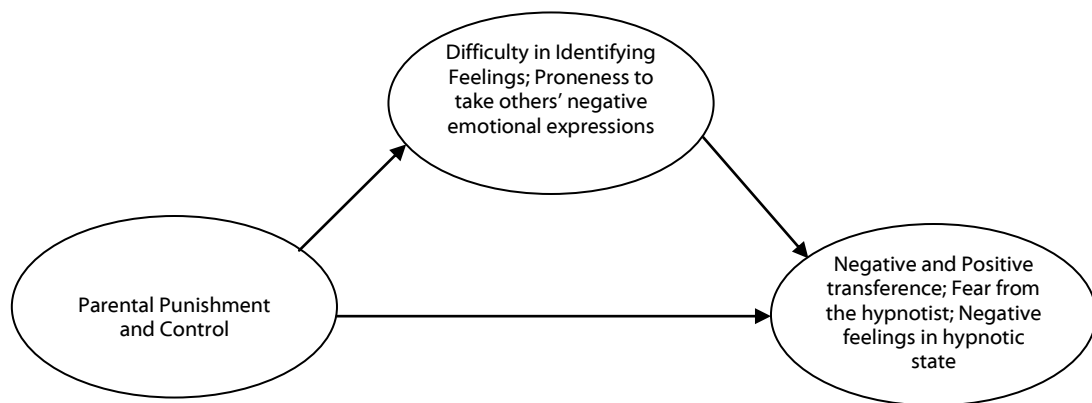 Difficulty in Identifying
Feelings; Proneness to
take others’ negative
emotional expressions
Parental Punishment
and Control
Negative and Positive
transference; Fear from
the hypnotist; Negative
feelings in hypnotic
state